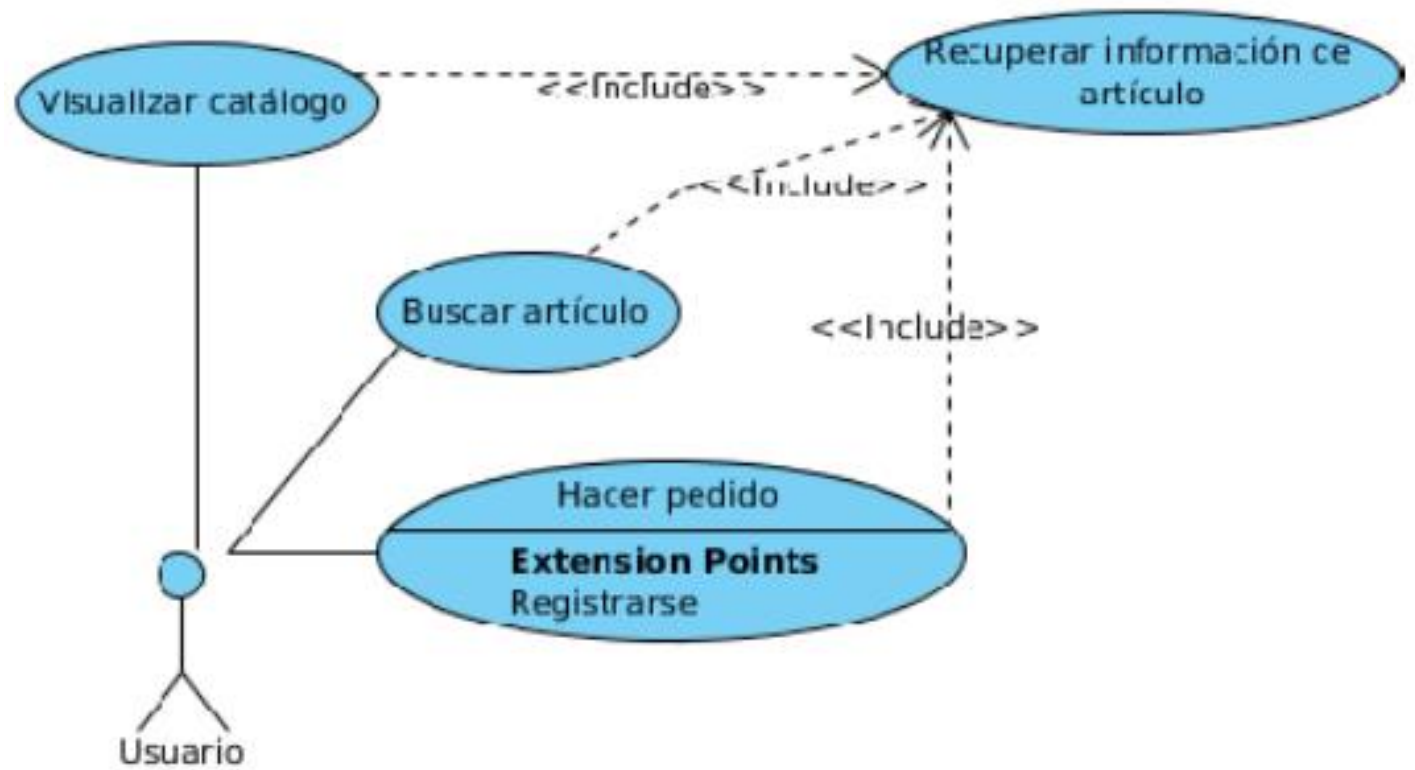 Visualizar catálogo
<<Include>>
Recuperar información de
artículo
<<Include>>
Buscar artículo
<<Include>>
Hacer pedido
Extension Points
Registrarse
Usuario